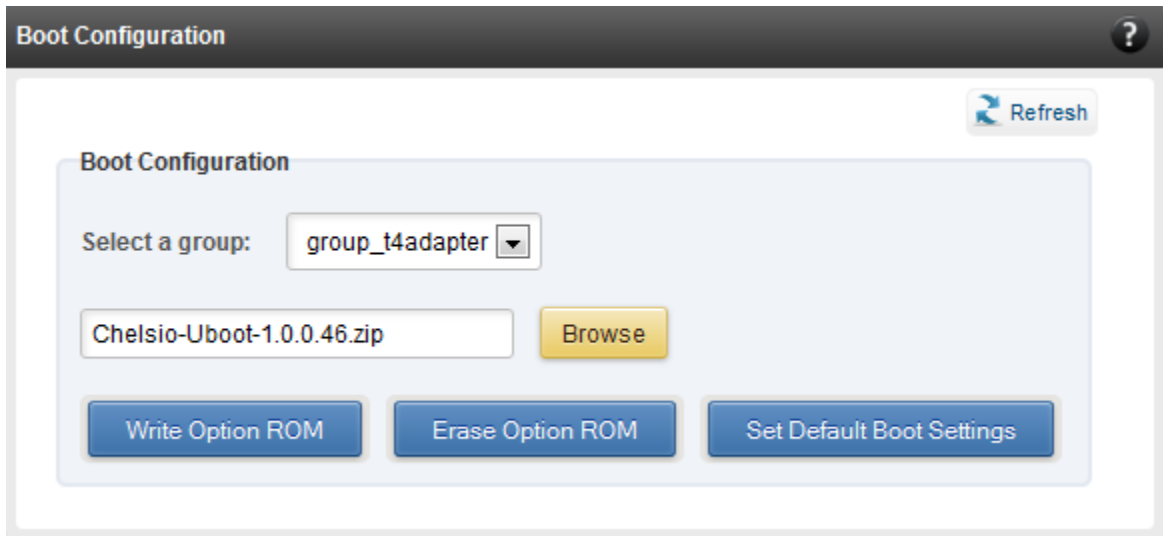 Boot Configuration ?
Refresh
Boot Configuration
Select a group: group_t4adapter
Chelsio-Uboot-1.0.0.46.zip Browse
Write Option ROM Erase Option ROM Set Default Boot Settings